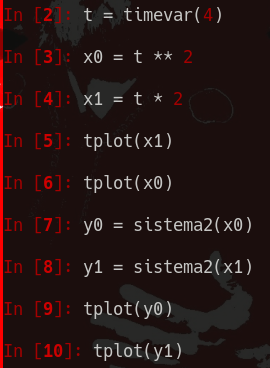 In [2]: t = timevar(4)
In [3]: x0 = t ** 2
In [4]: x1 = t * 2
In [5]: tplot(x1)
In [6]: tplot(x0)
In [7]: y0 = sistema2(x0)
In [8]: y1 = sistema2(x1)
In [9]: tplot(y0)
In [10]: tplot(y1)